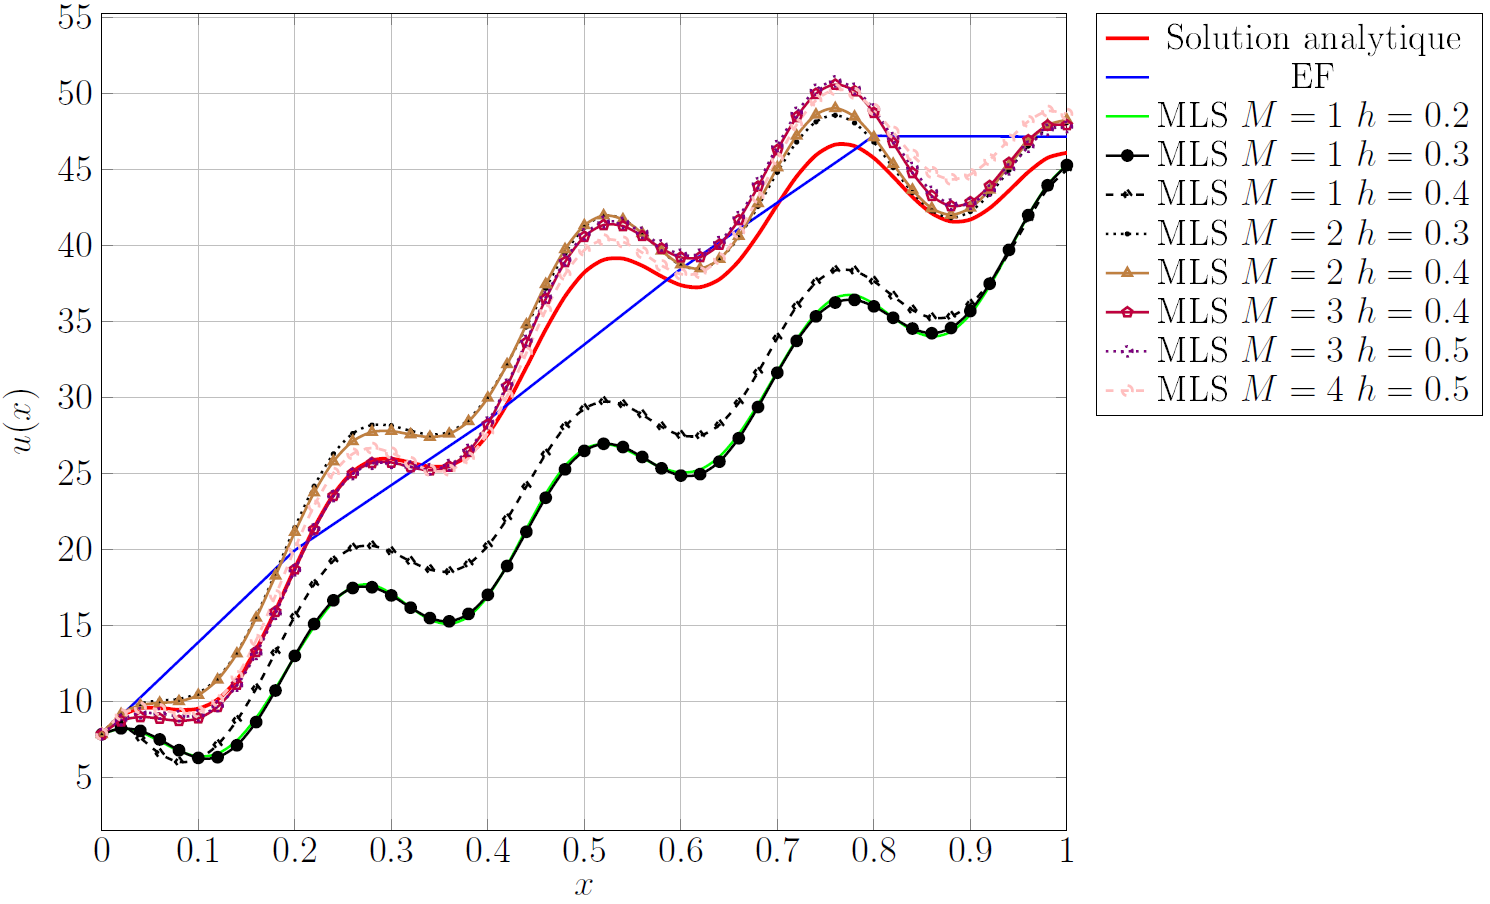 55
50
45
40
35
30
25
20
15
10
5
u(x)
0 0.1 0.2 0.3 0.4 0.5 0.6 0.7 0.8 0.9 1
x
Solution analytique
EF
MLS M = 1 h = 0.2
MLS M = 1 h = 0.3
MLS M = 1 h = 0.4
MLS M = 2 h = 0.3
MLS M = 2 h = 0.4
MLS M = 3 h = 0.4
MLS M = 3 h = 0.5
MLS M = 4 h = 0.5